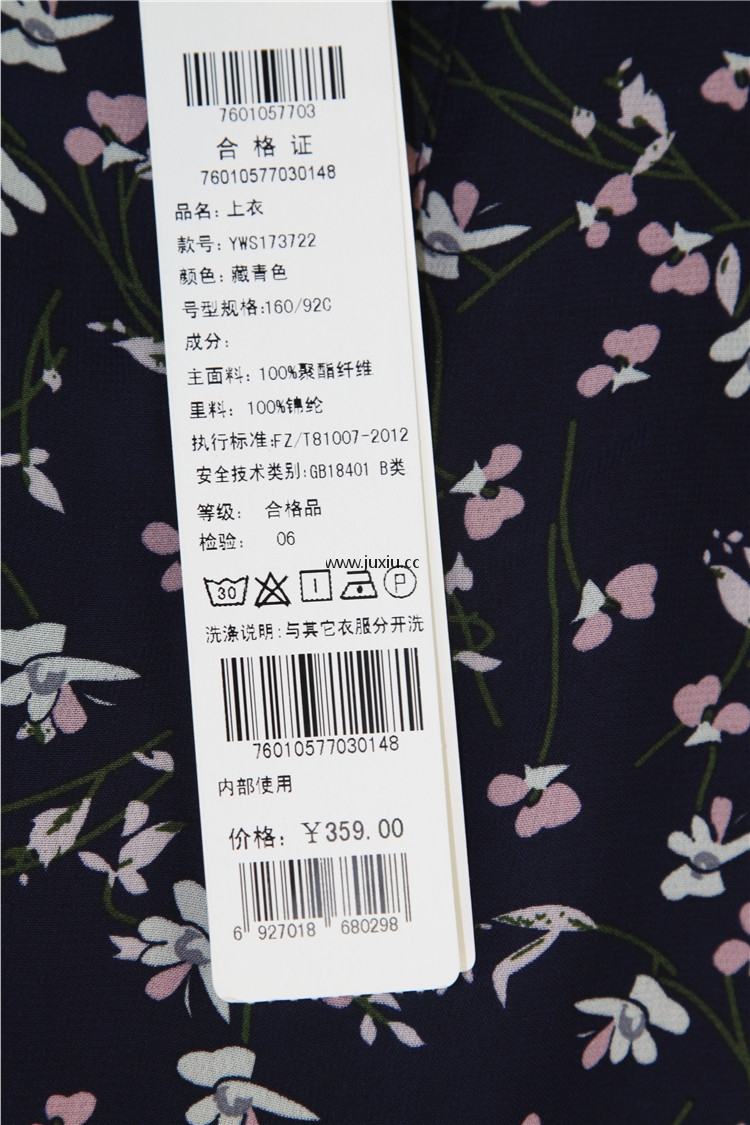 7601057703
合格证
76010577030148
品名: 上衣
款号: YWS173722
颜色: 藏青色
号型规格:160/92C
成分:
主面料: 100%聚酯纤维
里料: 100%锦纶
执行标准:FZ/T81007-2012
安全技术类别:GB18401 B类
等级: 合格品
检验: 06
www.juxiu.cc
30 P
洗涤说明:与其它衣服分开洗
76010577030148
内部使用
价格: ¥359.00
6 927018 680298